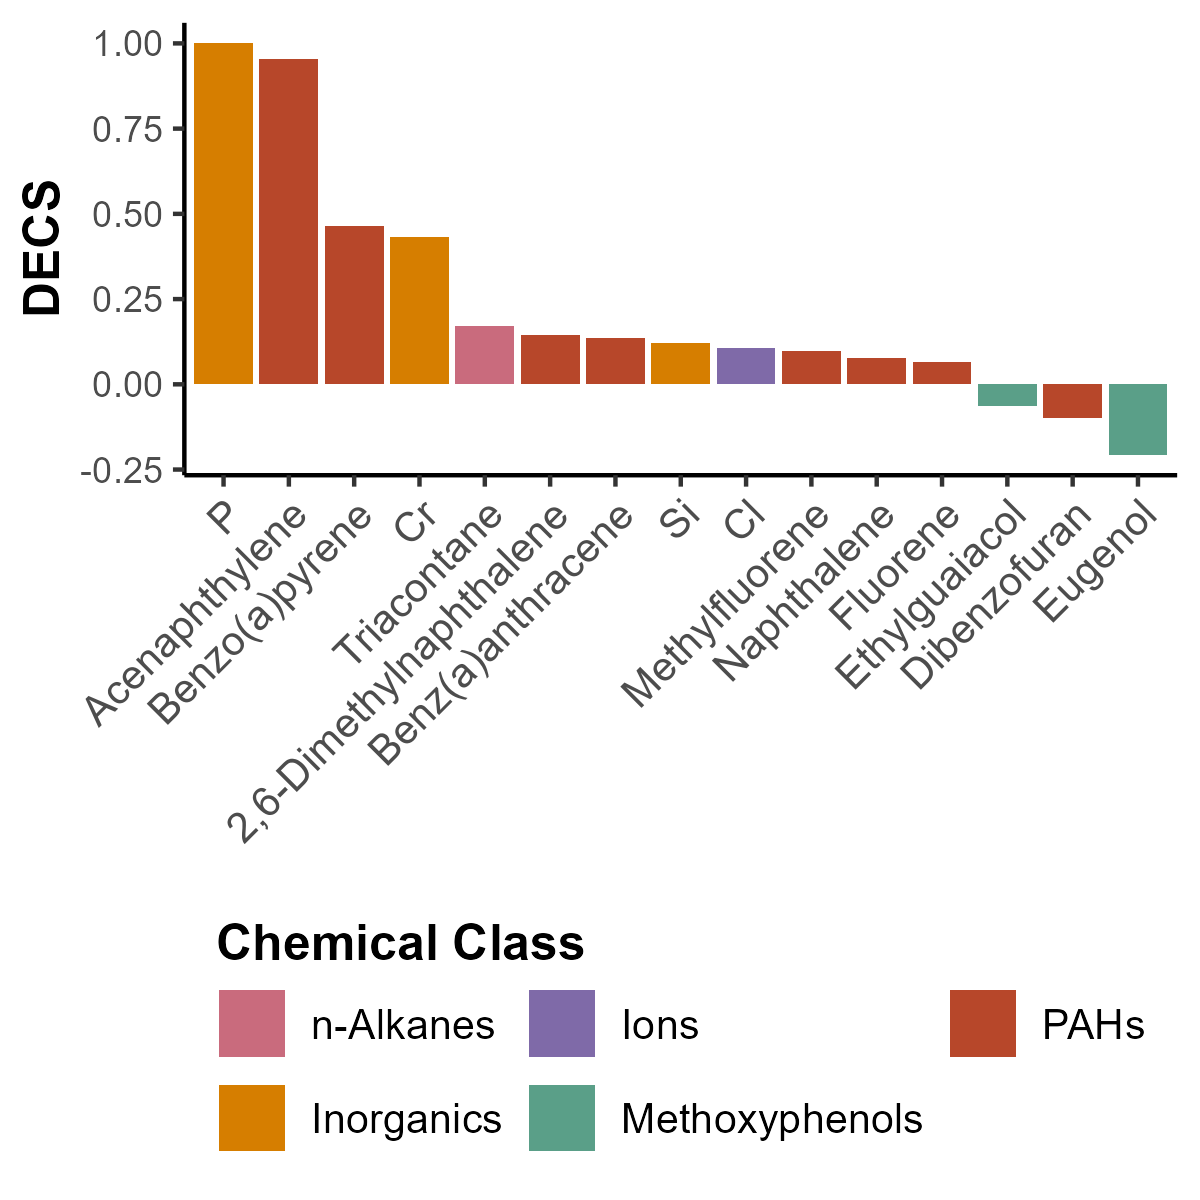 DECS
1.00
0.75
0.50
0.25
0.00
-0.25
P
Acenaphthylene
Benzo(a)pyrene
Cr
Triacontane
2,6-Dimethylnaphthalene
Benz(a)anthracene
Si
Cl
Methylfluorene
Naphthalene
Fluorene
Ethylguaiacol
Dibenzofuran
Eugenol
Chemical Class
n-Alkanes
Ions
PAHs
Inorganics
Methoxyphenols